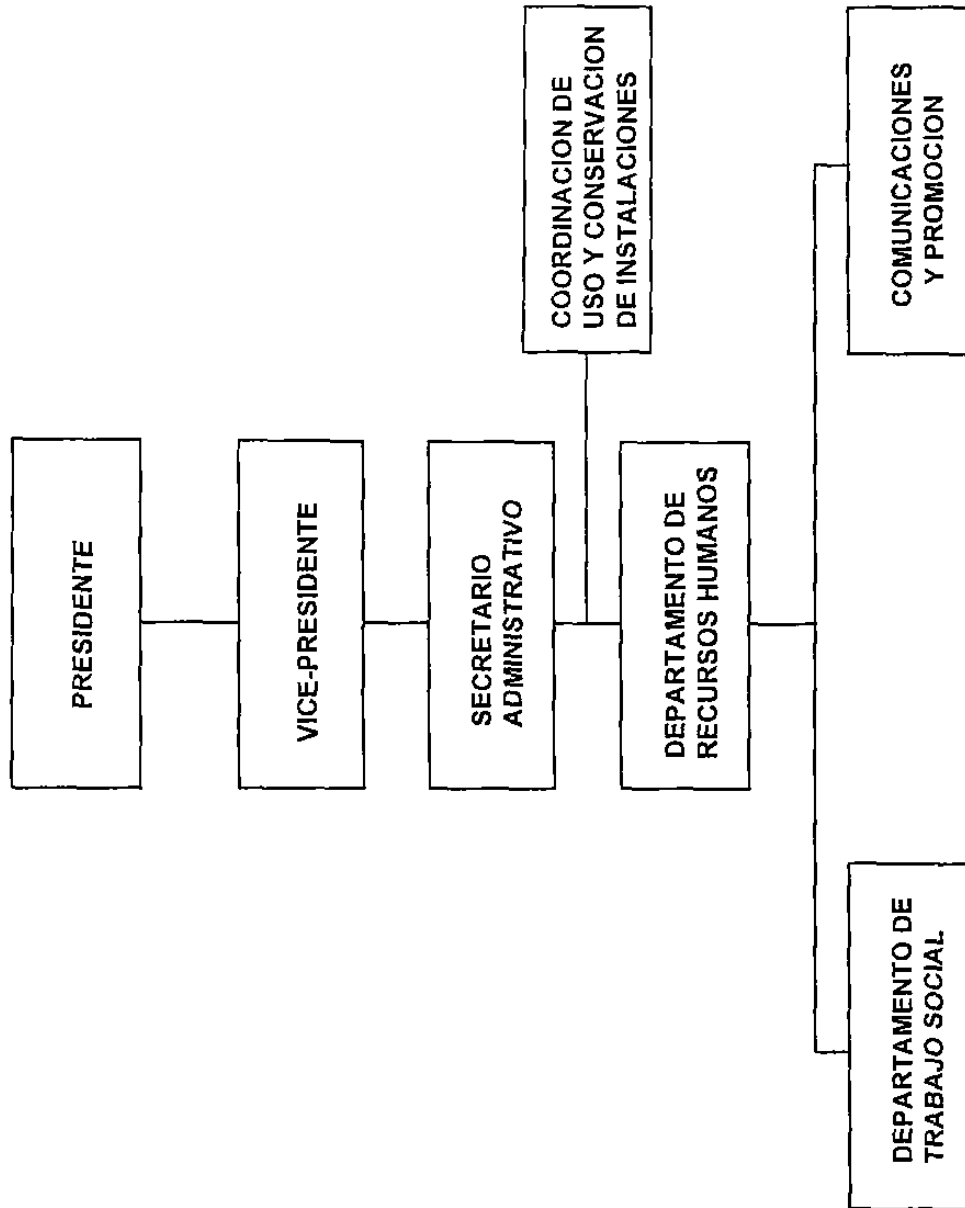 PRESIDENTE
VICE-PRESIDENTE
SECRETARIO
ADMINISTRATIVO
COORDINACION DE
USO Y CONSERVACION
DE INSTALACIONES
DEPARTAMENTO DE
RECURSOS HUMANOS
DEPARTAMENTO DE
TRABAJO SOCIAL
COMUNICACIONES
Y PROMOCION